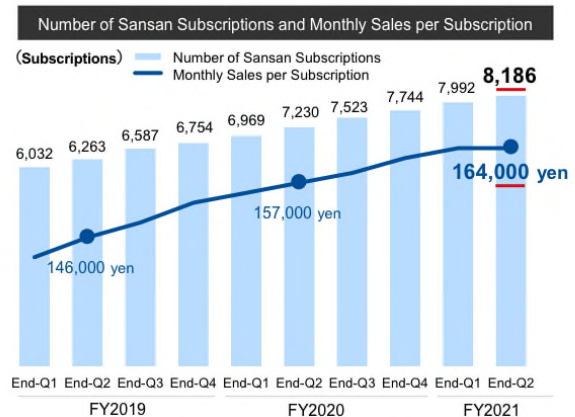 Number of Sansan Subscriptions and Monthly Sales per Subscription
(Subscriptions)
Number of Sansan Subscriptions
Monthly Sales per Subscription
6,032
6,263
6,587
6,754
6,969
7,230
7,523
7,744
7,992
8,186
146,000 yen
157,000 yen
164,000 yen
End-Q1 End-Q2 End-Q3 End-Q4 End-Q1 End-Q2 End-Q3 End-Q4 End-Q1 End-Q2
FY2019 FY2020 FY2021